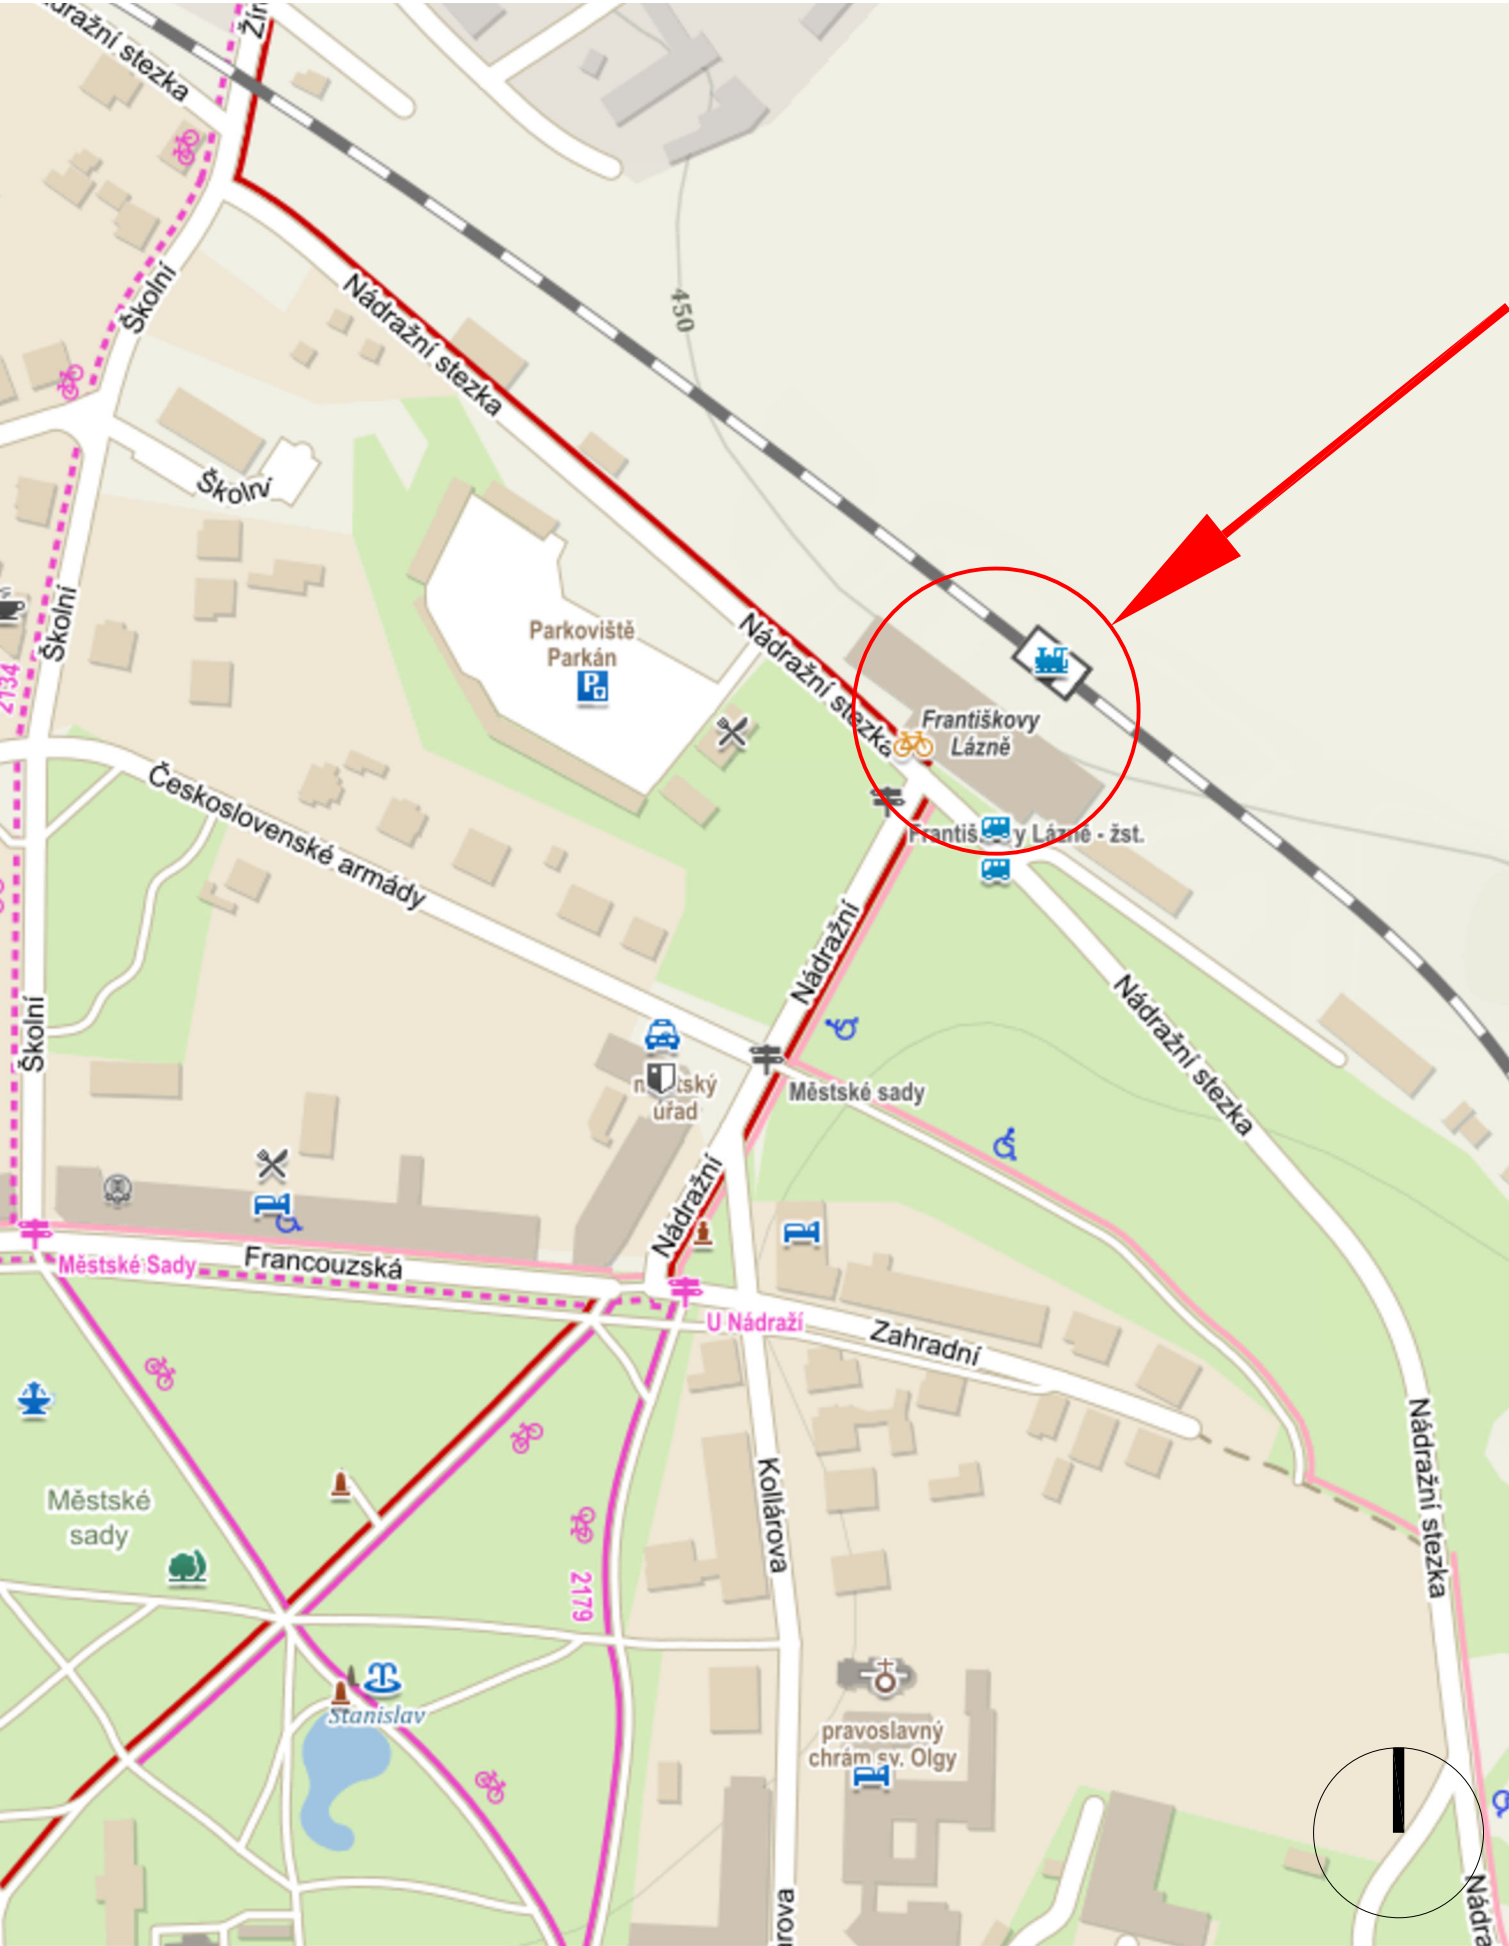 Nádražní stezka
450
Školní
Nádražní stezka
Školní
Školní
Parkoviště
Parkán
Nádražní stezka
2134
Františkovy
Lázně
Československé armády
Lázně - žst.
Nádražní
Školní
Nádražní stezka
úřad
Městské sady
Nádražní
Městské Sady
Francouzská
U Nádraží
Zahradní
Městské
sady
Kollárova
2179
Nádražní stezka
Stanislav
pravoslavný
chrám sv. Olgy